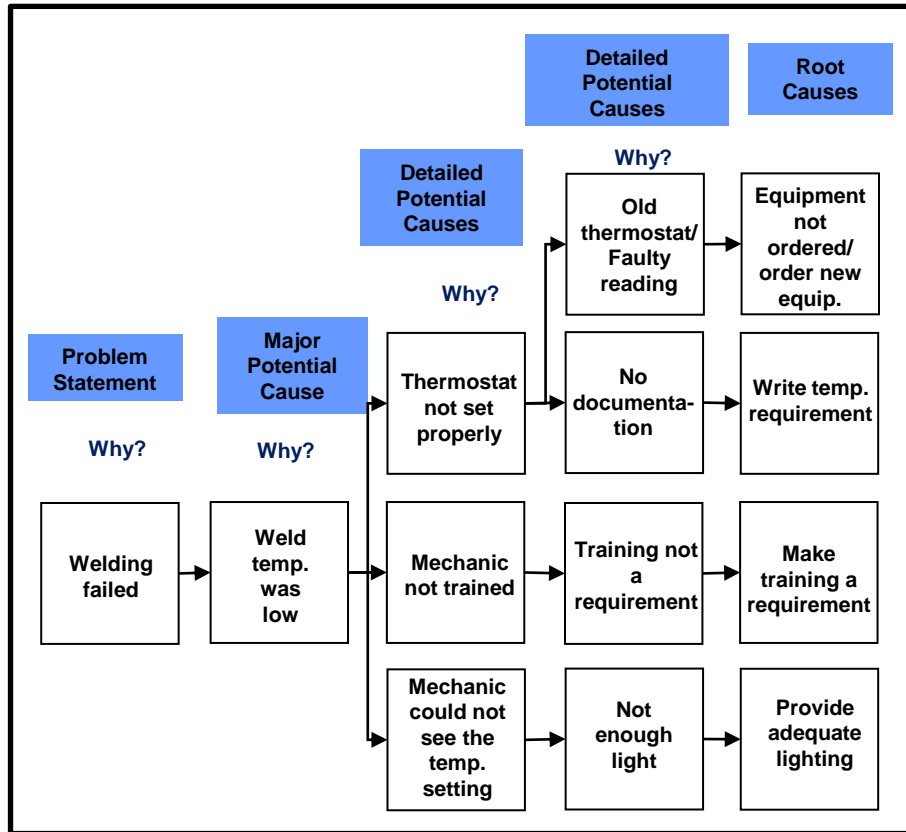 Detailed
Potential
Causes
Root
Causes
Why?
Detailed
Potential
Causes
Old
thermostat/
Faulty
reading
Equipment
not
ordered/
order new
equip.
Why?
Problem
Statement
Major
Potential
Cause
Thermostat
not set
properly
No
documenta-
tion
Write temp.
requirement
Why?
Why?
Welding
failed
Weld
temp.
was
low
Mechanic
not trained
Training not
a
requirement
Make
training a
requirement
Mechanic
could not
see the
temp.
setting
Not
enough
light
Provide
adequate
lighting